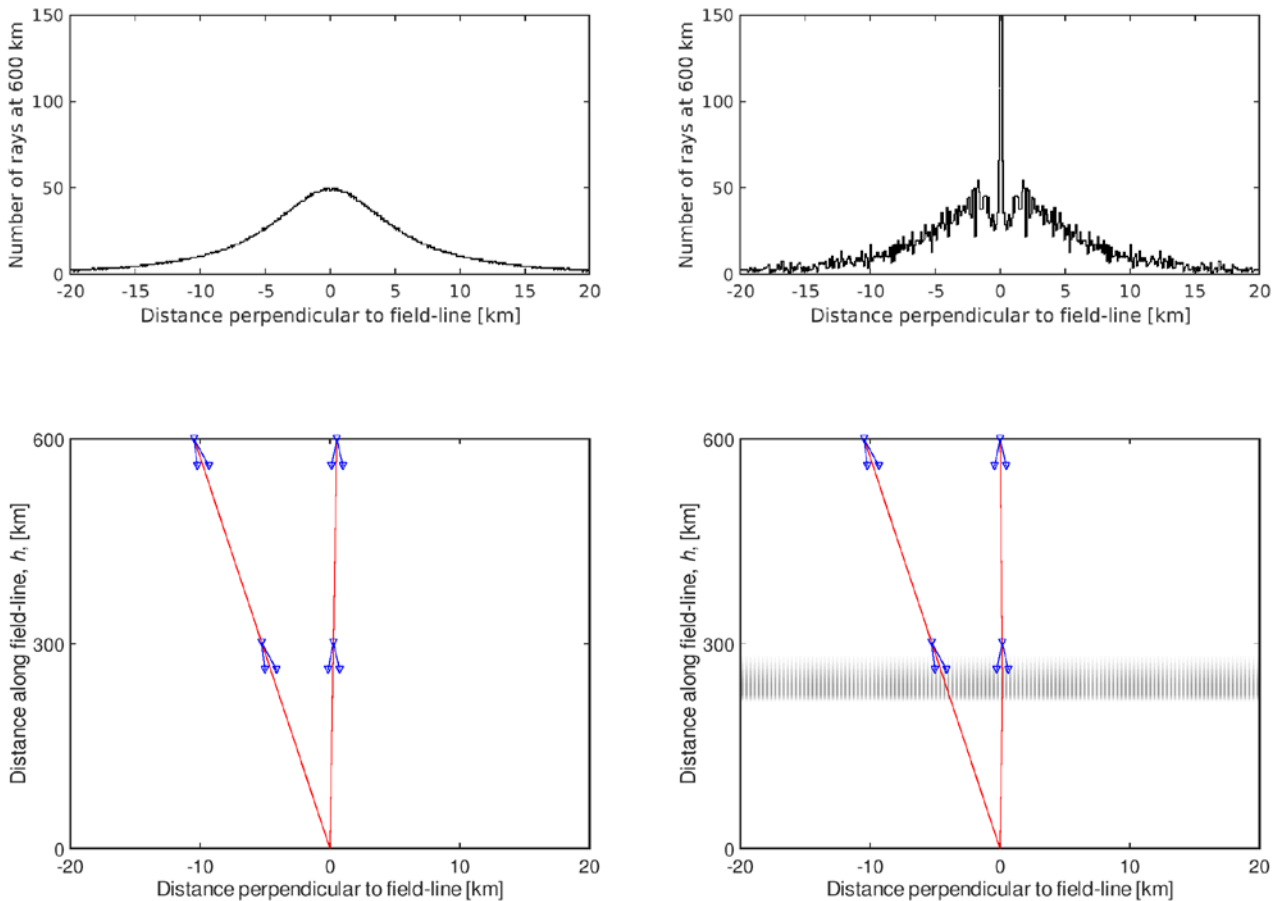 150
100
50
0
Number of rays at 600 km
-20 -15 -10 -5 0 5 10 15 20
Distance perpendicular to field-line [km]
150
100
50
0
Number of rays at 600 km
-20 -15 -10 -5 0 5 10 15 20
Distance perpendicular to field-line [km]
600
300
0
Distance along field-line, h, [km]
-20 -10 0 10 20
Distance perpendicular to field-line [km]
600
300
0
Distance along field-line, h, [km]
-20 -10 0 10 20
Distance perpendicular to field-line [km]